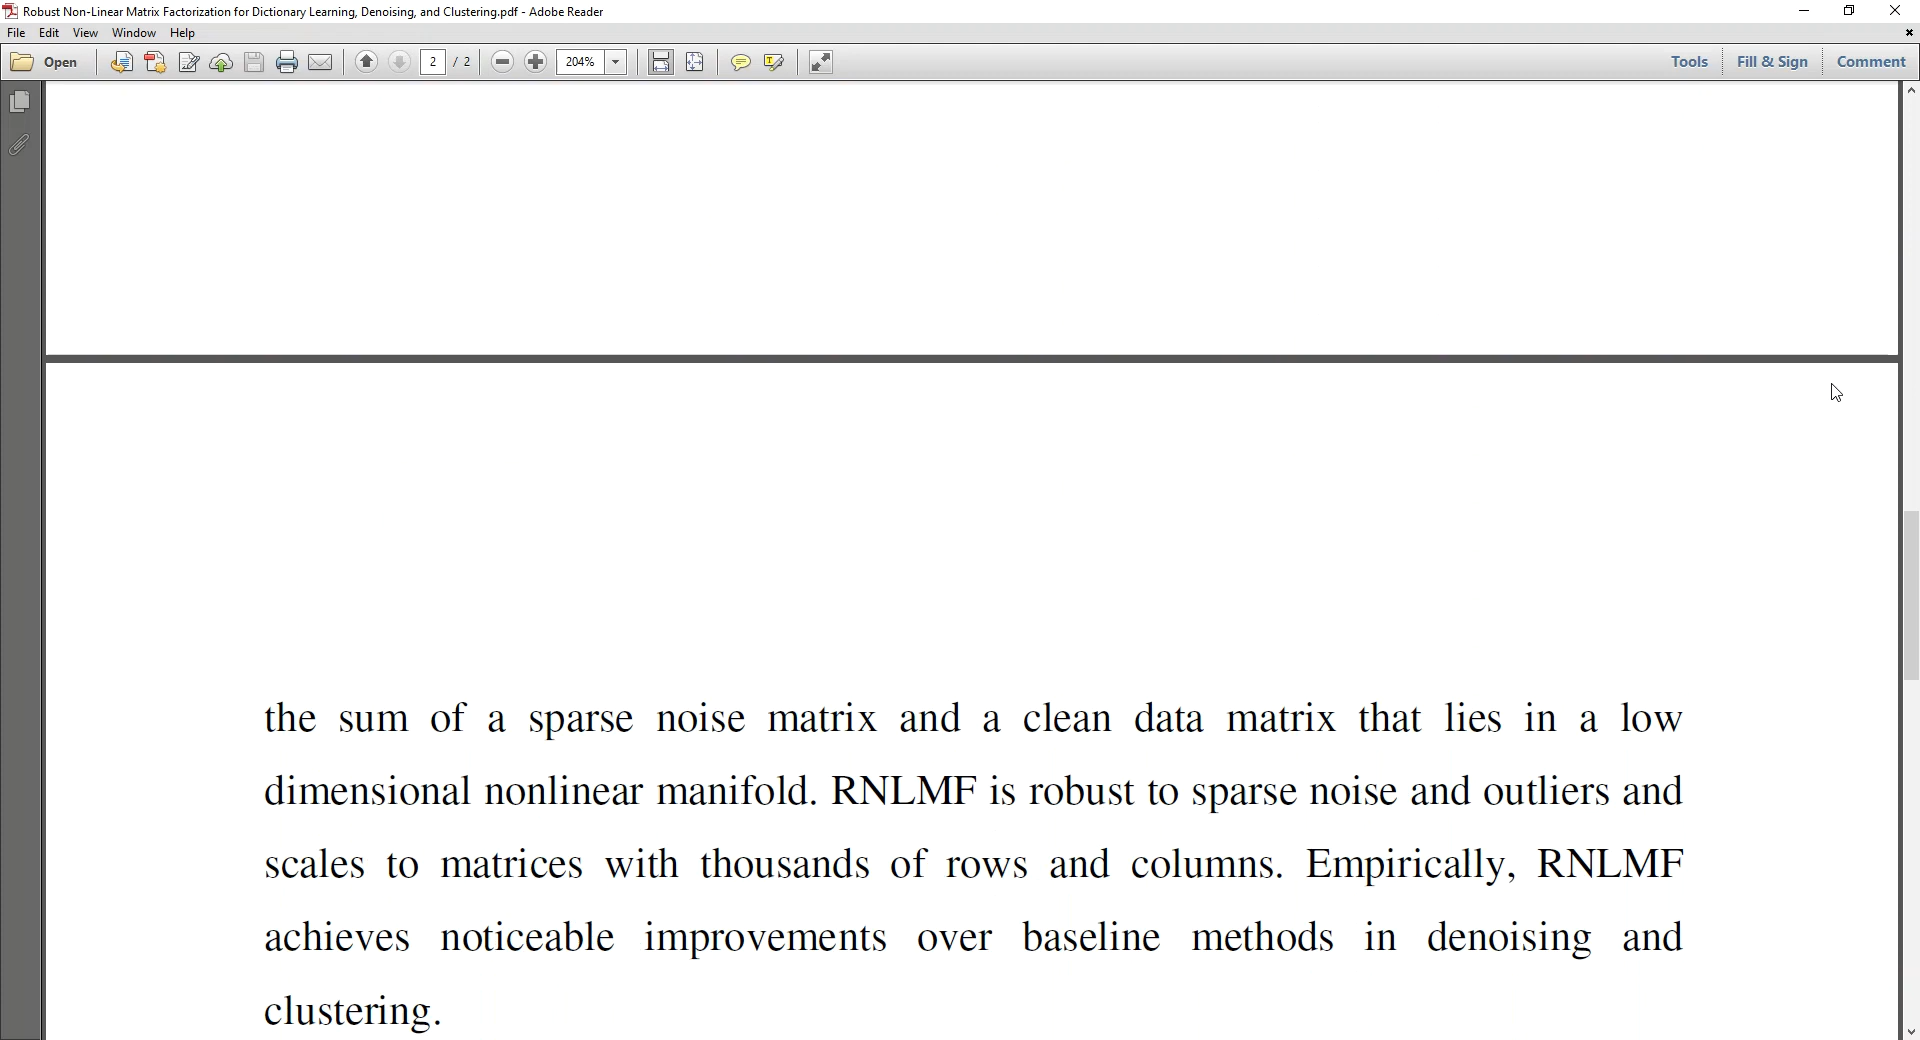 Robust Non-Linear Matrix Factorization for Dictionary Learning, Denoising, and Clustering.pdf - Adobe Reader
File Edit View Window Help
Open 2 / 2 204% Tools Fill & Sign Comment
the sum of a sparse noise matrix and a clean data matrix that lies in a low
dimensional nonlinear manifold. RNLMF is robust to sparse noise and outliers and
scales to matrices with thousands of rows and columns. Empirically, RNLMF
achieves noticeable improvements over baseline methods in denoising and
clustering.